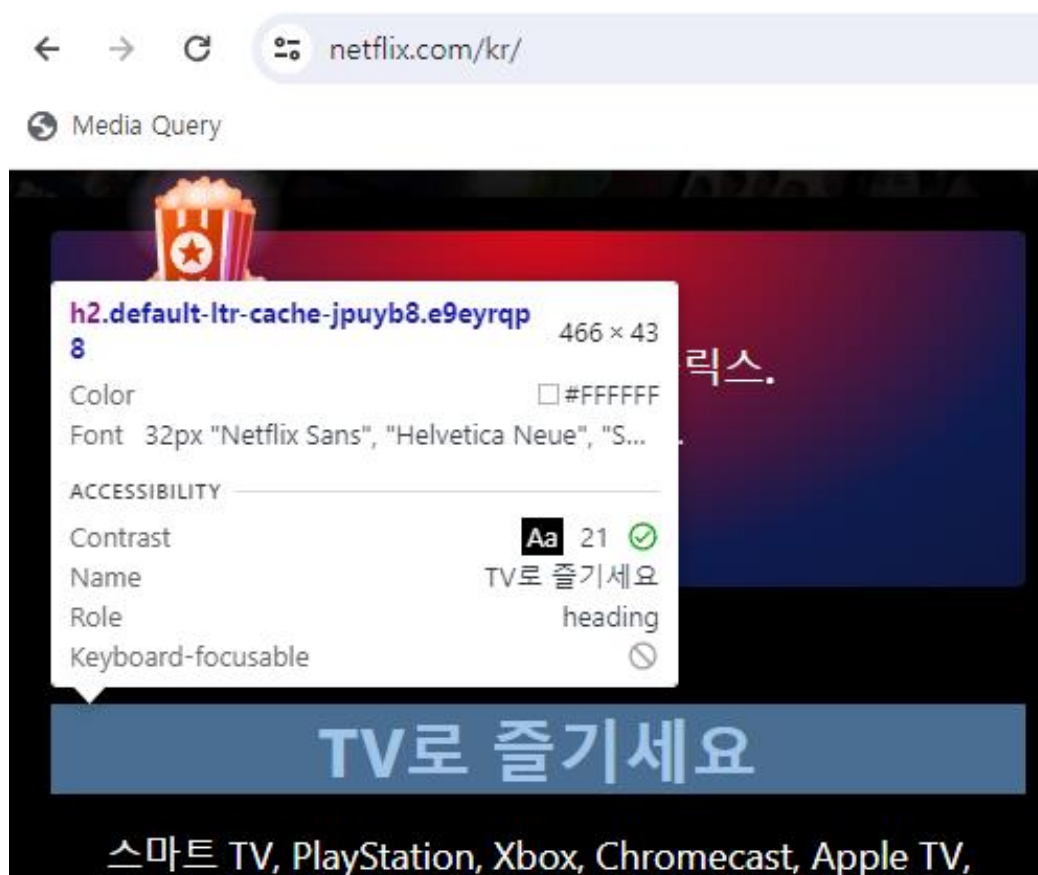 netflix.com/kr/
Media Query
h2.default-ltr-cache-jpuyb8.e9eyrqp
8
466 × 43
릭스.
Color #FFFFFF
Font 32px "Netflix Sans", "Helvetica Neue", "S...
.
ACCESSIBILITY
Contrast Aa 21
Name TV로 즐기세요
Role heading
Keyboard-focusable
TV로 즐기세요
스마트 TV, PlayStation, Xbox, Chromecast, Apple TV,